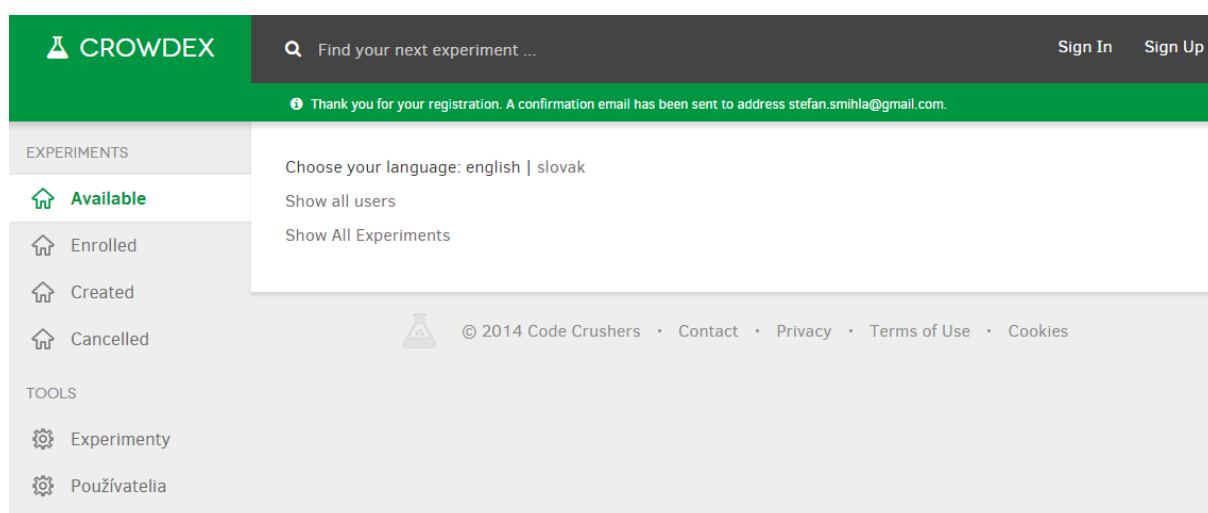 CROWDEX
Find your next experiment ...
Sign In Sign Up
Thank you for your registration. A confirmation email has been sent to address stefan.smihla@gmail.com.
EXPERIMENTS
Available
Enrolled
Created
Cancelled
TOOLS
Experimenty
Používatelia
Choose your language: english | slovak
Show all users
Show All Experiments
© 2014 Code Crushers · Contact · Privacy · Terms of Use · Cookies